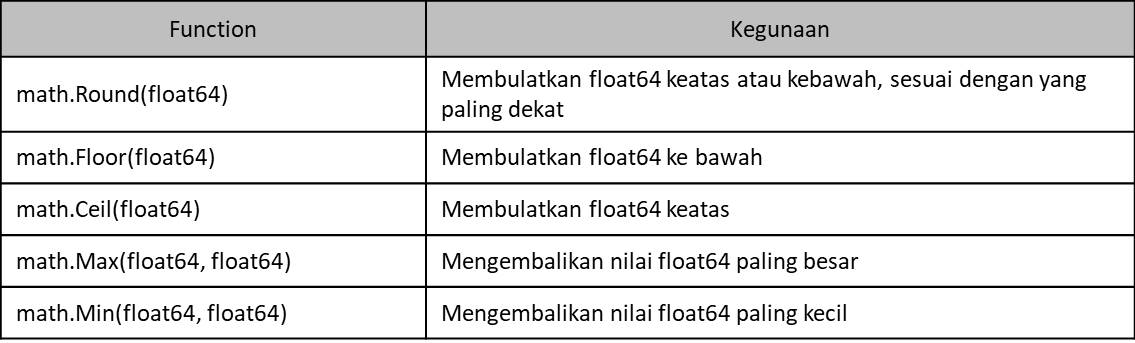 Function
Kegunaan
math.Round(float64)
Membulatkan float64 keatas atau kebawah, sesuai dengan yang
paling dekat
math.Floor(float64)
Membulatkan float64 ke bawah
math.Ceil(float64)
Membulatkan float64 keatas
math.Max(float64, float64)
Mengembalikan nilai float64 paling besar
math.Min(float64, float64)
Mengembalikan nilai float64 paling kecil